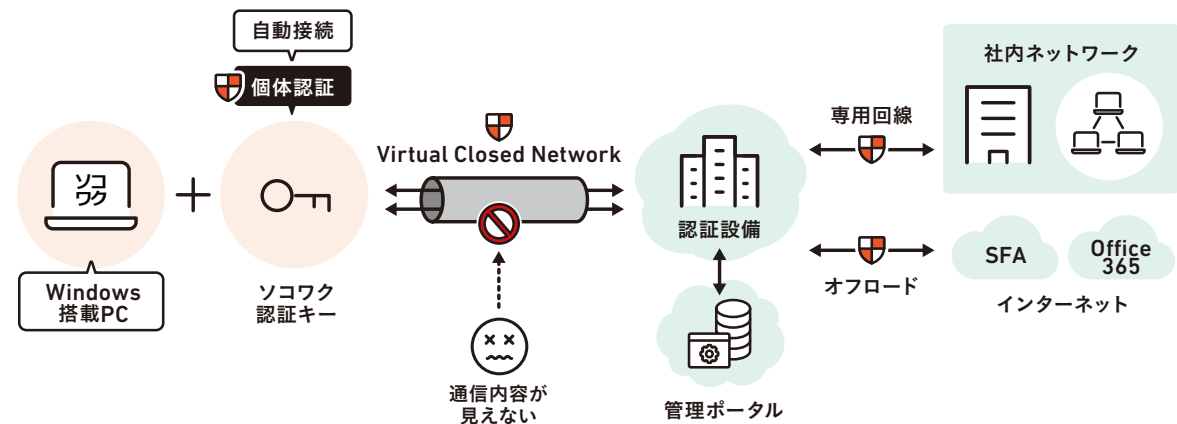 自動接続
個体認証
ソコ
ワク
Windows
搭載PC
ソコワク
認証キー
Virtual Closed Network
通信内容が
見えない
認証設備
管理ポータル
専用回線
オフロード
社内ネットワーク
SFA
Office
365
インターネット